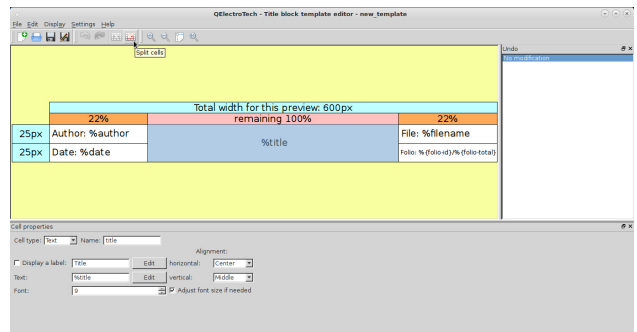 QElectroTech - Title block template editor - new_template
File Edit Display Settings Help
Split cells
Undo
No modification
Total width for this preview: 600px
22% remaining 100% 22%
25px Author: %author %title File: %filename
25px Date: %date Folio: %{folio-id}/%{folio-total}
Cell properties
Cell type: Text Name: title
Alignment:
Display a label: Title Edit horizontal: Center
Text: %title Edit vertical: Middle
Font: 9 Adjust font size if needed